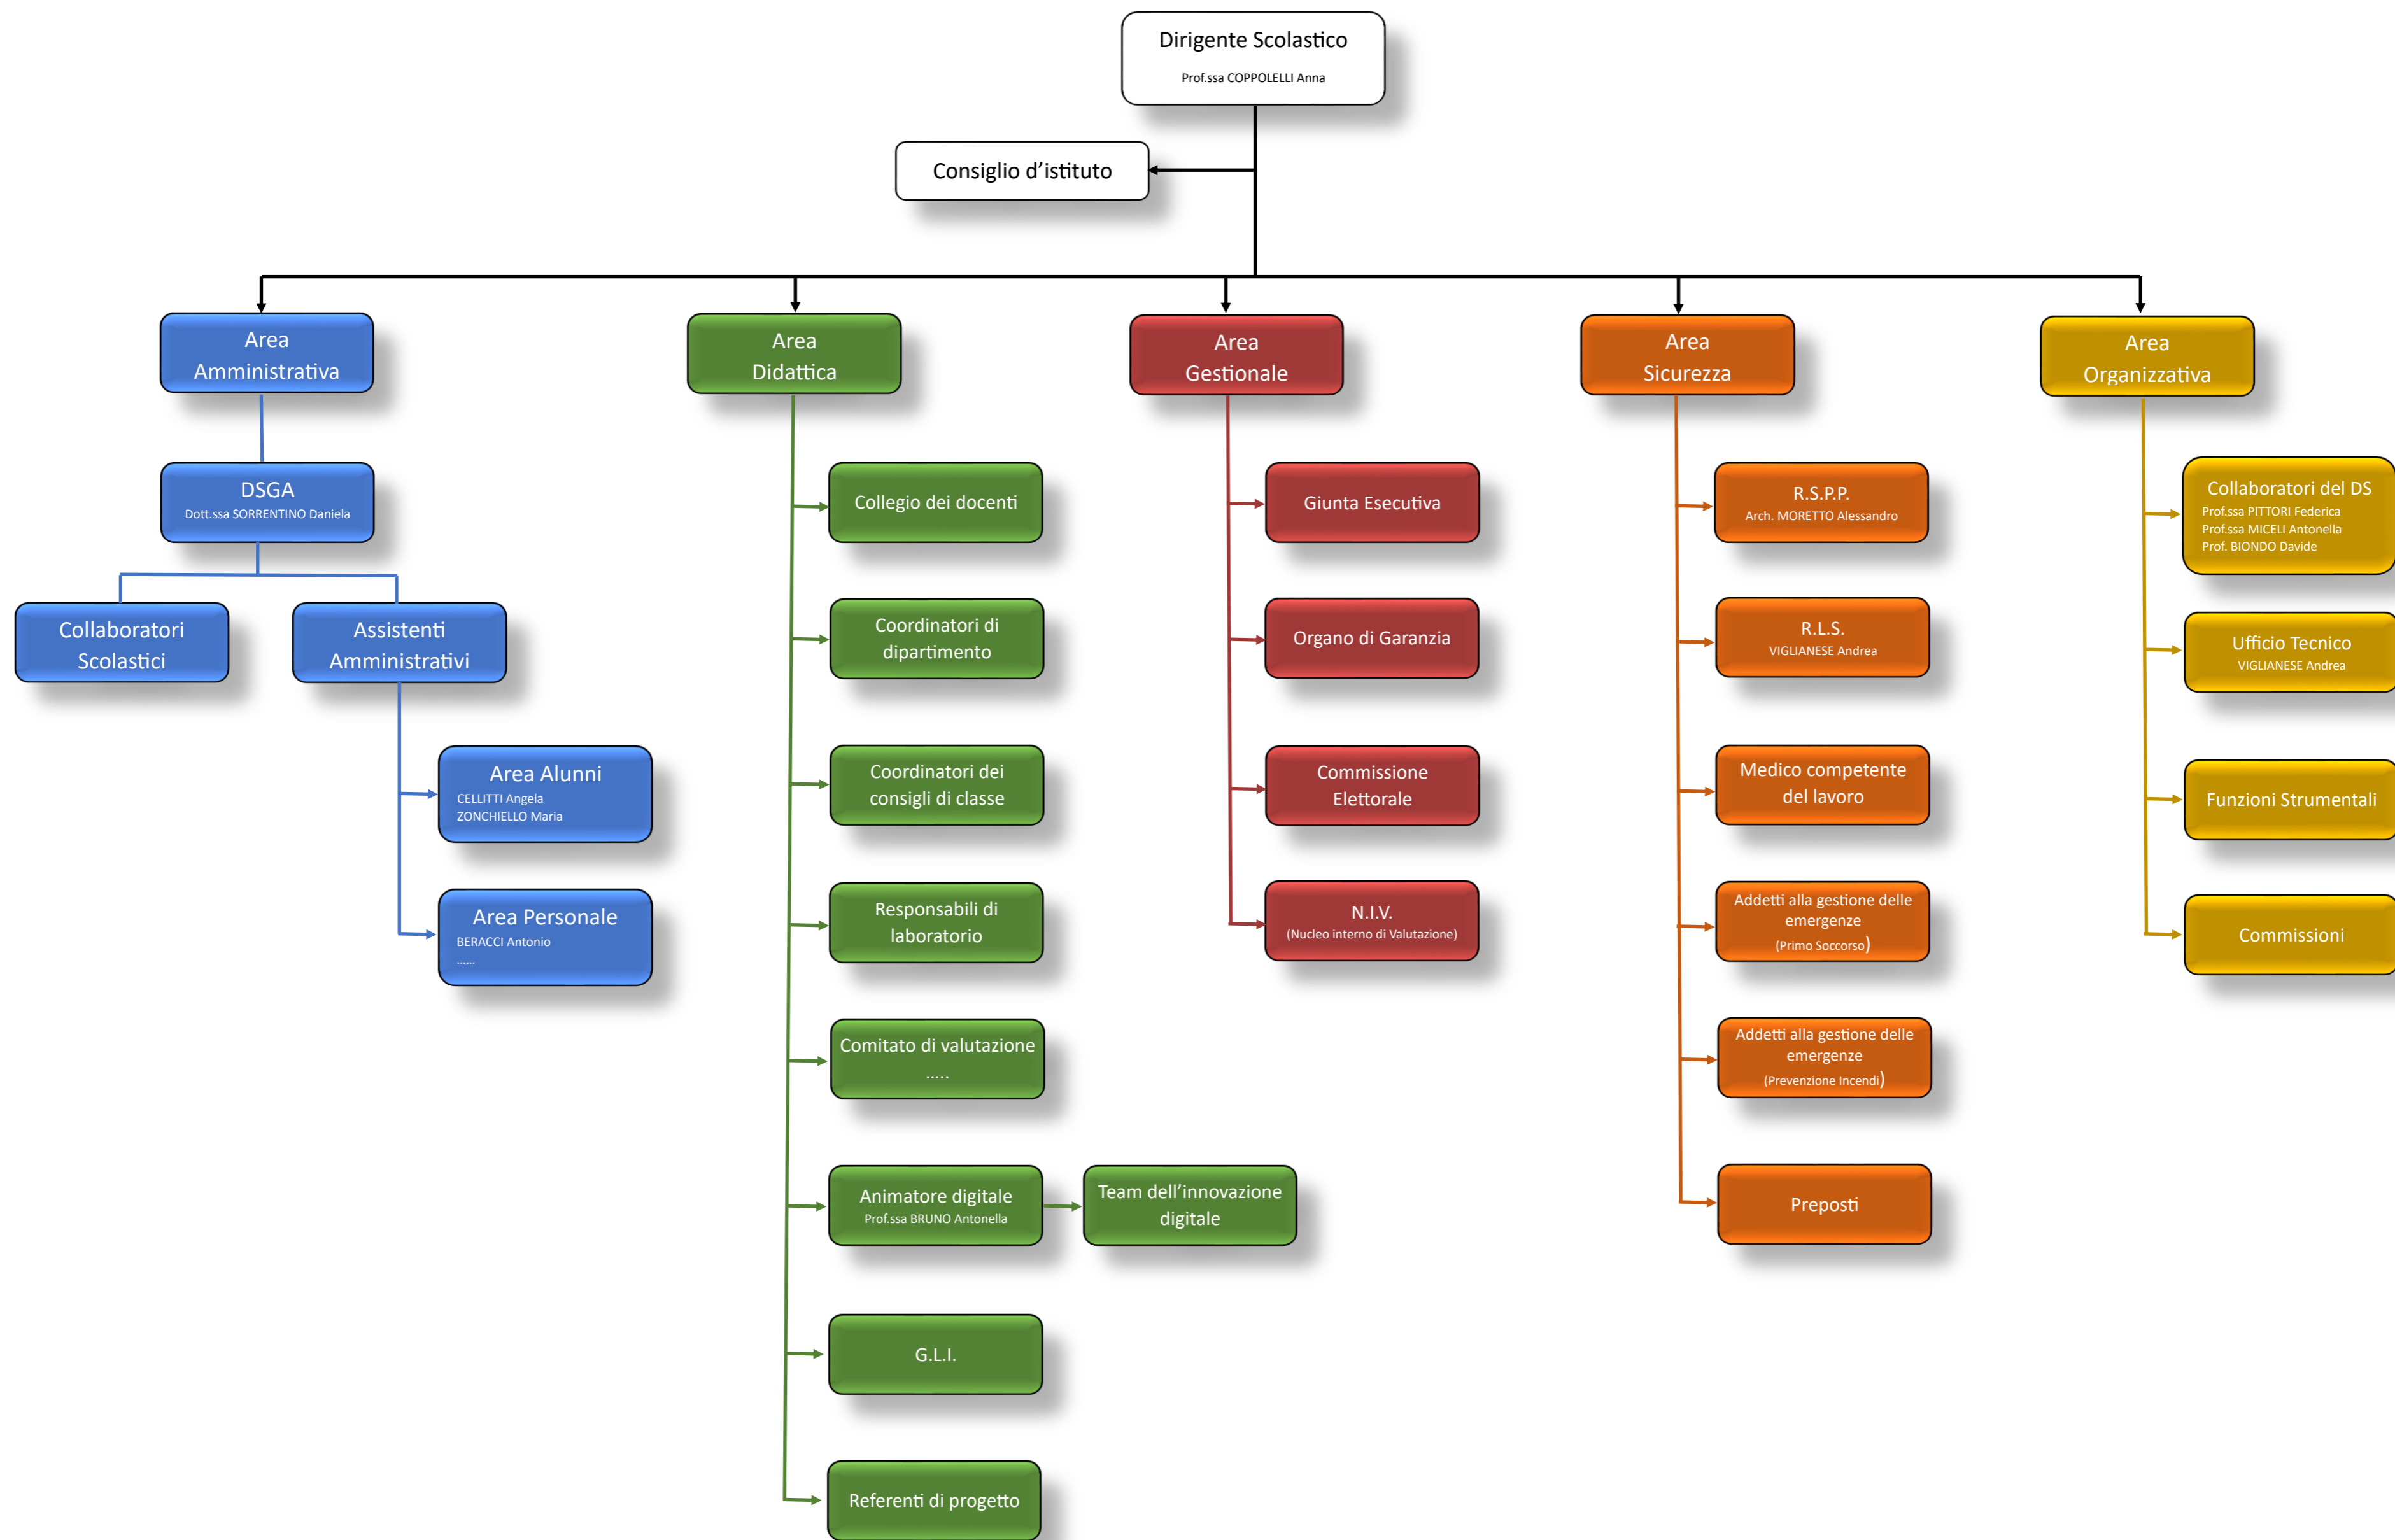 Dirigente Scolastico
Prof.ssa COPPOLELLI Anna
Consiglio d’istituto
Area
Amministrativa
Area
Didattica
Area
Gestionale
Area
Sicurezza
Area
Organizzativa
DSGA
Dott.ssa SORRENTINO Daniela
Collaboratori
Scolastici
Assistenti
Amministrativi
Area Alunni
CELLITTI Angela
ZONCHIELLO Maria
Area Personale
BERACCI Antonio
......
Collegio dei docenti
Coordinatori di
dipartimento
Coordinatori dei
consigli di classe
Responsabili di
laboratorio
Comitato di valutazione
…..
Animatore digitale
Prof.ssa BRUNO Antonella
Team dell’innovazione
digitale
G.L.I.
Referenti di progetto
Giunta Esecutiva
Organo di Garanzia
Commissione
Elettorale
N.I.V.
(Nucleo interno di Valutazione)
R.S.P.P.
Arch. MORETTO Alessandro
R.L.S.
VIGLIANESE Andrea
Medico competente
del lavoro
Addetti alla gestione delle
emergenze
(Primo Soccorso)
Addetti alla gestione delle
emergenze
(Prevenzione Incendi)
Preposti
Collaboratori del DS
Prof.ssa PITTORI Federica
Prof.ssa MICELI Antonella
Prof. BIONDO Davide
Ufficio Tecnico
VIGLIANESE Andrea
Funzioni Strumentali
Commissioni